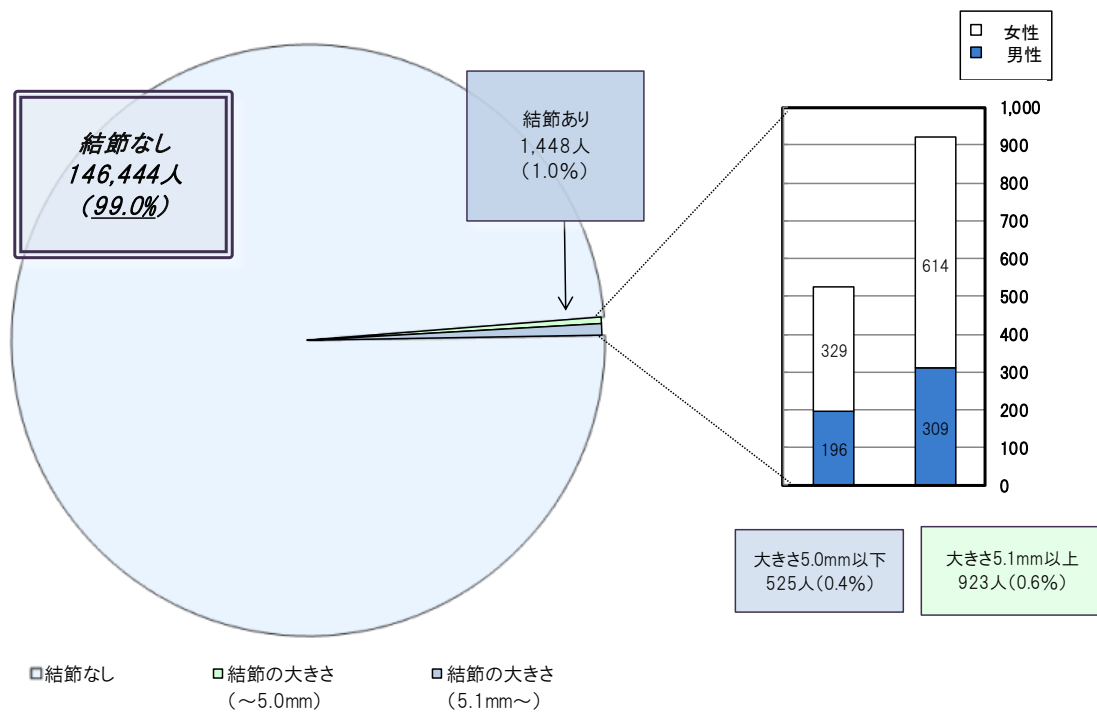 女性
男性
結節なし
146,444人
(99.0%)
結節あり
1,448人
(1.0%)
1,000
900
800
700
600
500
400
300
200
100
0
614
329
309
196
大きさ5.0mm以下
525人(0.4%)
大きさ5.1mm以上
923人(0.6%)
結節なし
結節の大きさ
(～5.0mm)
結節の大きさ
(5.1mm～)